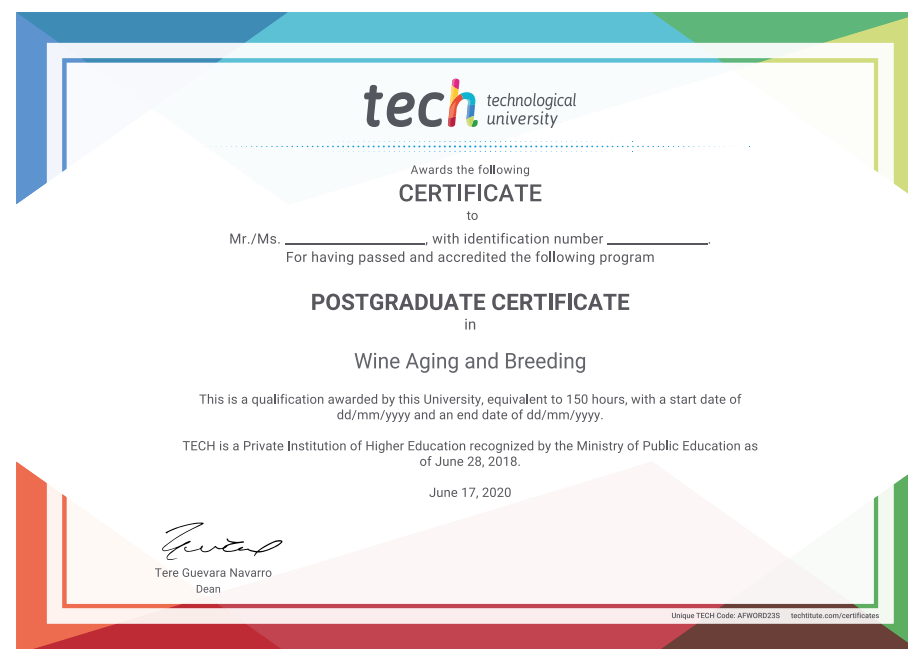 tech technological
university
Awards the following
CERTIFICATE
to
Mr./Ms. ____________________, with identification number ______________.
For having passed and accredited the following program
POSTGRADUATE CERTIFICATE
in
Wine Aging and Breeding
This is a qualification awarded by this University, equivalent to 150 hours, with a start date of
dd/mm/yyyy and an end date of dd/mm/yyyy.
TECH is a Private Institution of Higher Education recognized by the Ministry of Public Education as
of June 28, 2018.
June 17, 2020
Tere Guevara Navarro
Dean
Unique TECH Code: AFWORD23S techtitute.com/certificates